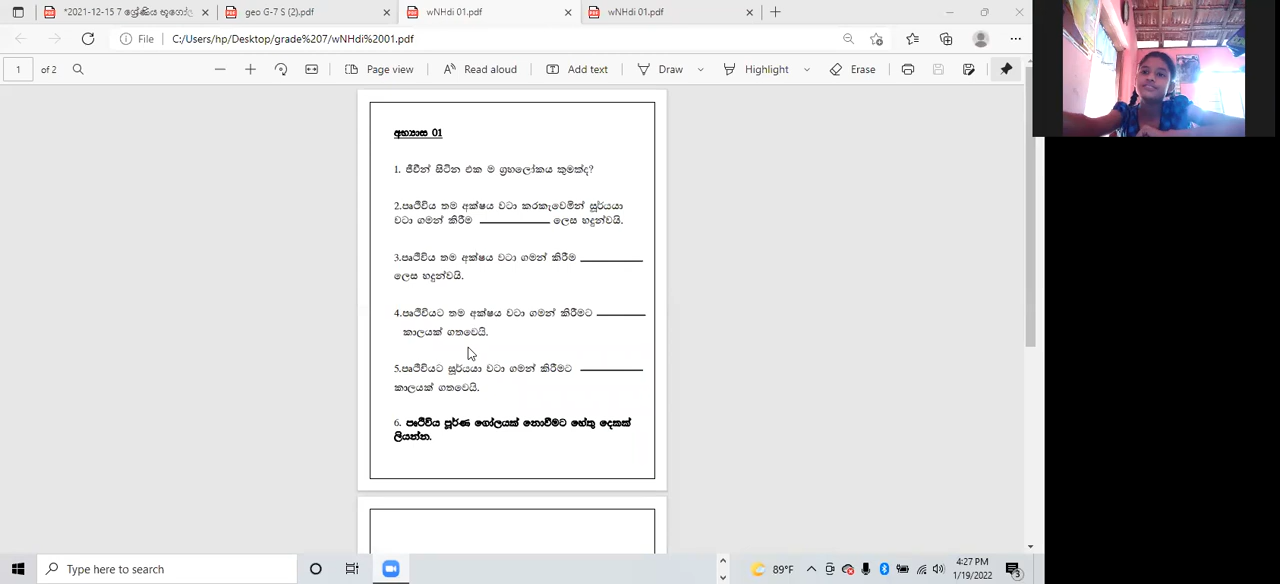 *2021-12-15 7 ශ්‍රේණිය භූගෝල
geo G-7 S (2).pdf
wNHdi 01.pdf
wNHdi 01.pdf
File
C:/Users/hp/Desktop/grade%207/wNHdi%2001.pdf
1 of 2
Page view
Read aloud
Add text
Draw
Highlight
Erase
අභ්‍යාස 01
1. ජීවීන් සිටින එක ම ග්‍රහලෝකය කුමක්ද?
2.පෘථිවිය තම අක්ෂය වටා කරකැවෙමින් සූර්යයා
වටා ගමන් කිරීම __________ ලෙස හඳුන්වයි.
3.පෘථිවිය තම අක්ෂය වටා ගමන් කිරීම _________
ලෙස හඳුන්වයි.
4.පෘථිවියට තම අක්ෂය වටා ගමන් කිරීමට _______
කාලයක් ගතවෙයි.
5.පෘථිවියට සූර්යයා වටා ගමන් කිරීමට _________
කාලයක් ගතවෙයි.
6. පෘථිවිය පූර්ණ ගෝලයක් නොවීමට හේතු දෙකක්
ලියන්න.
Type here to search
89°F
4:27 PM
1/19/2022
3